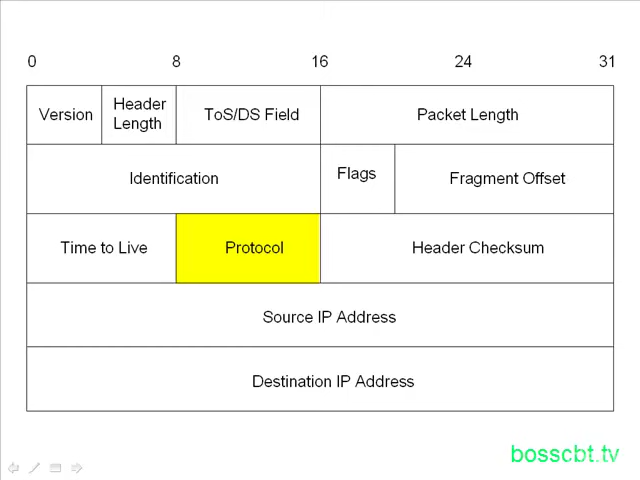 0 8 16 24 31
Version Header Length ToS/DS Field Packet Length
Identification Flags Fragment Offset
Time to Live Protocol Header Checksum
Source IP Address
Destination IP Address
bosscbt.tv